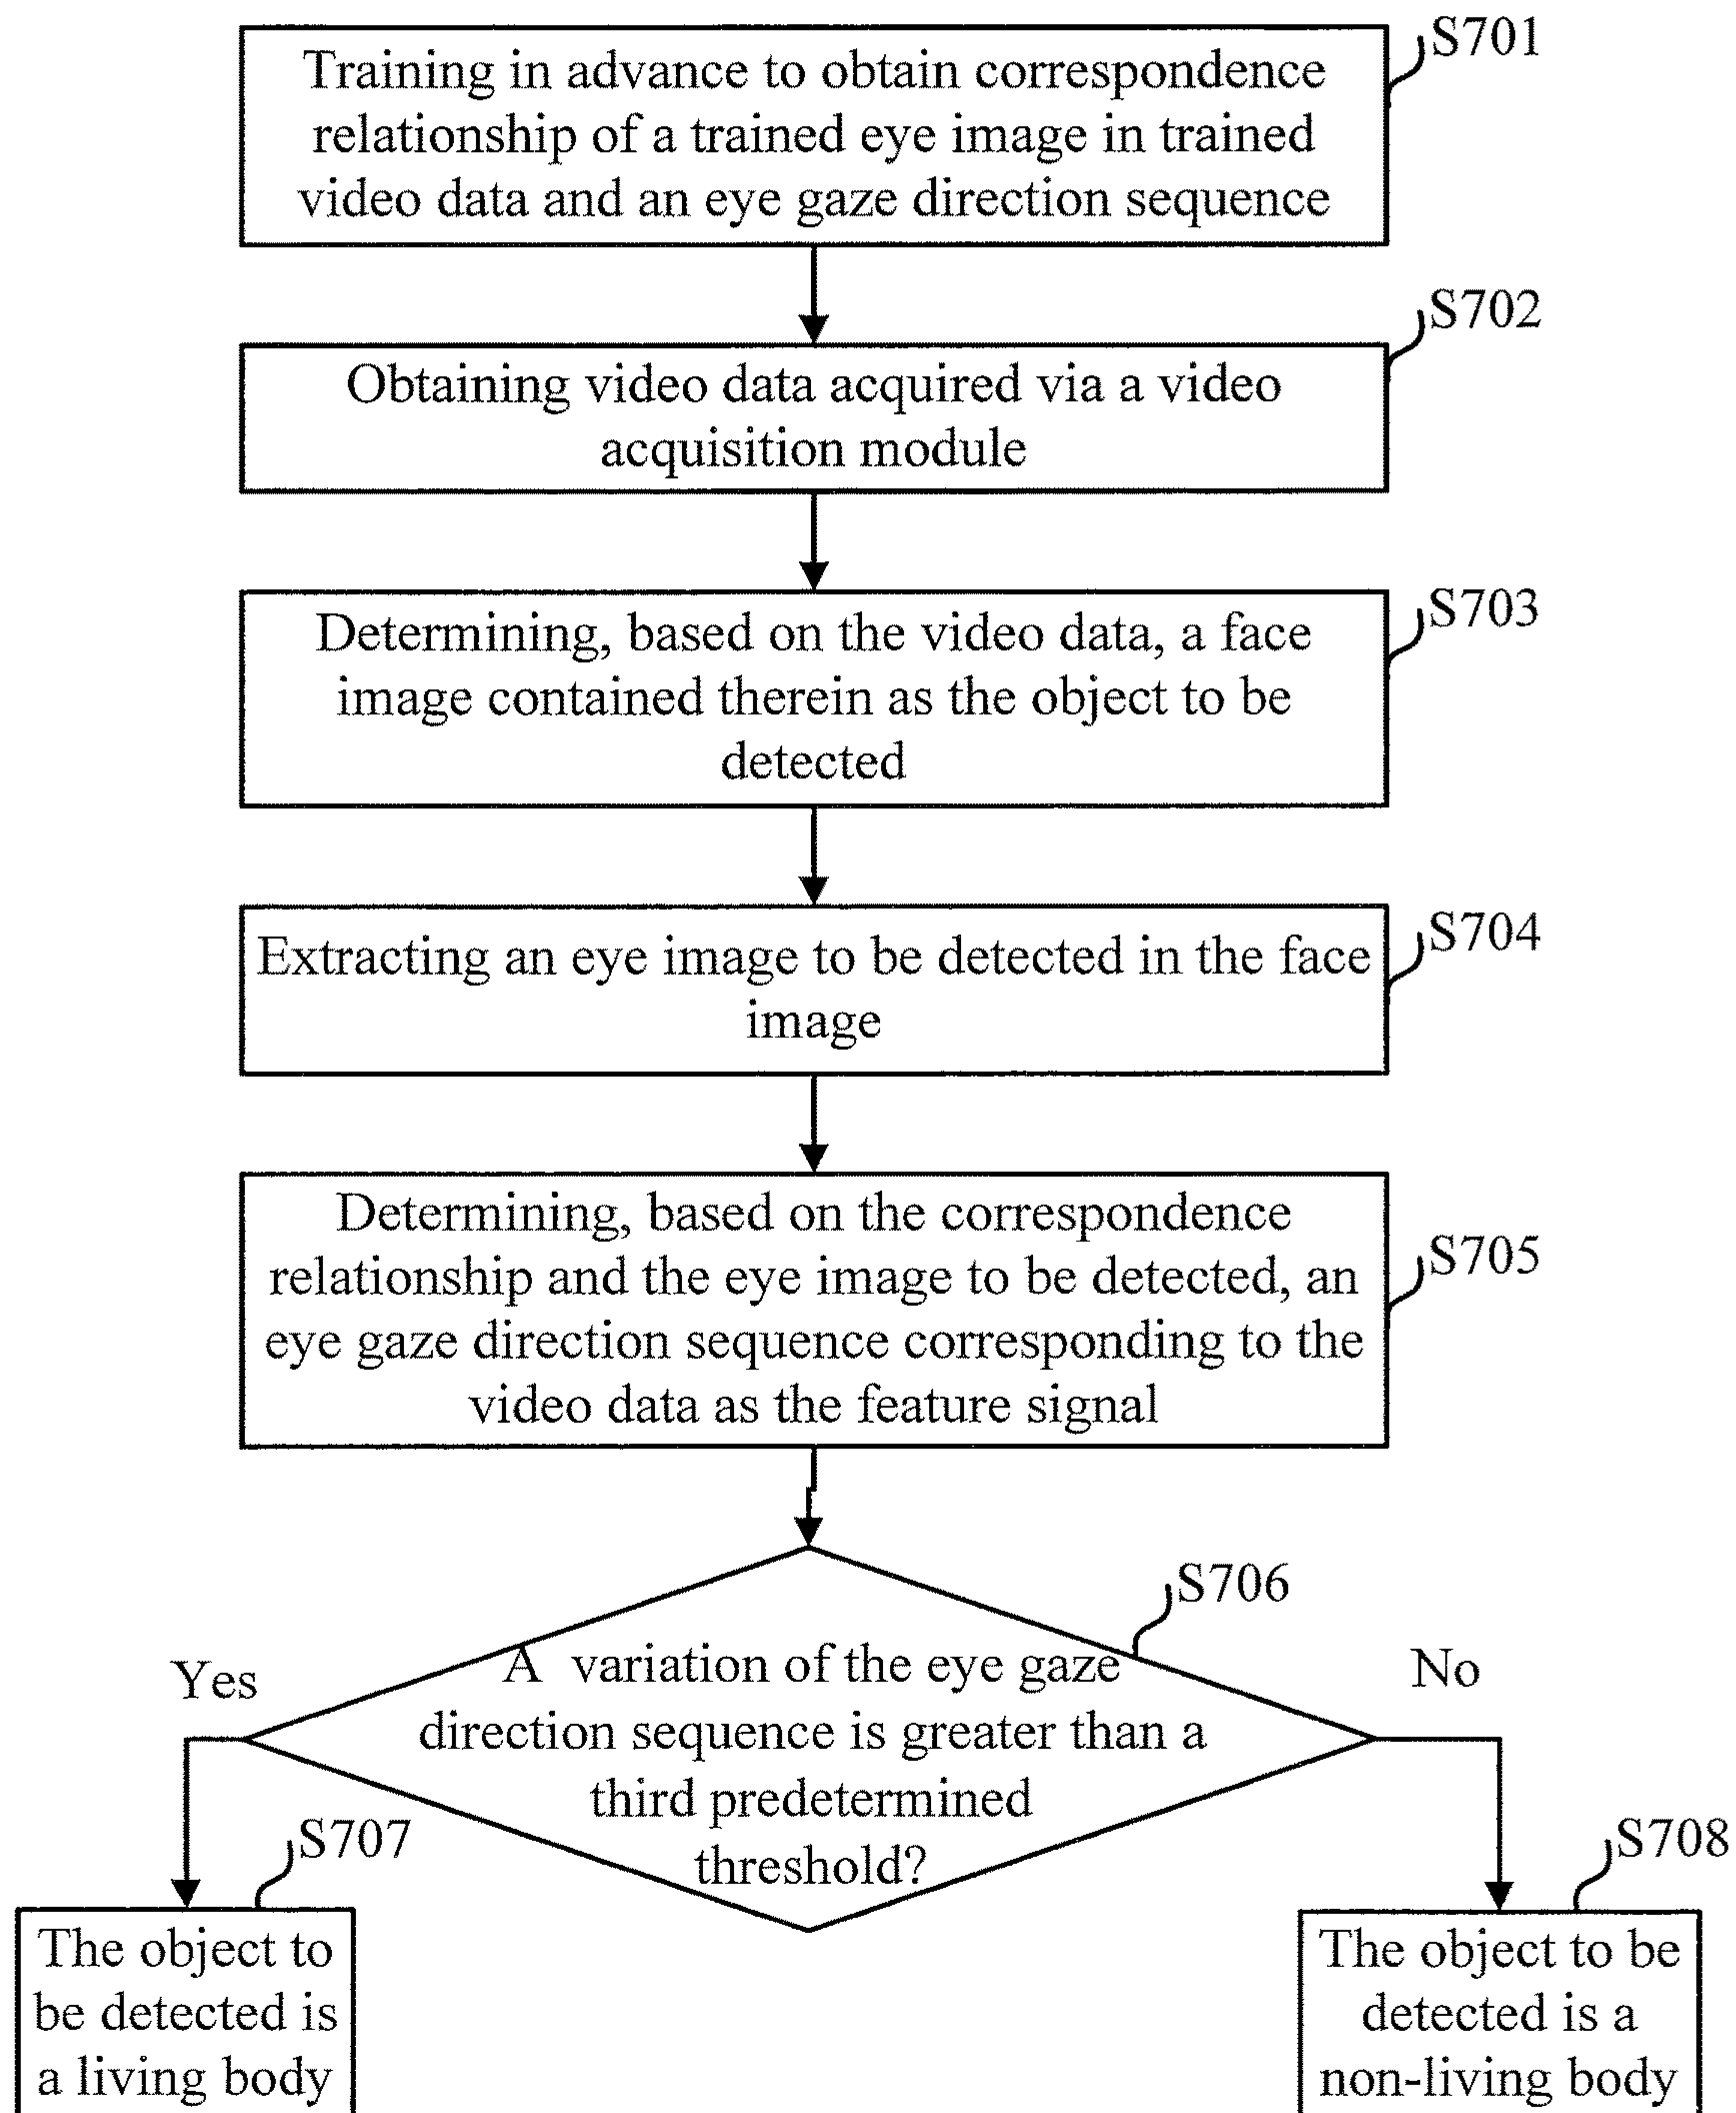 S701
Training in advance to obtain correspondence
relationship of a trained eye image in trained
video data and an eye gaze direction sequence
S702
Obtaining video data acquired via a video
acquisition module
S703
Determining, based on the video data, a face
image contained therein as the object to be
detected
S704
Extracting an eye image to be detected in the face
image
S705
Determining, based on the correspondence
relationship and the eye image to be detected, an
eye gaze direction sequence corresponding to the
video data as the feature signal
S706
A variation of the eye gaze
direction sequence is greater than a
third predetermined
threshold?
Yes
No
S707
The object to
be detected is
a living body
S708
The object to be
detected is a
non-living body